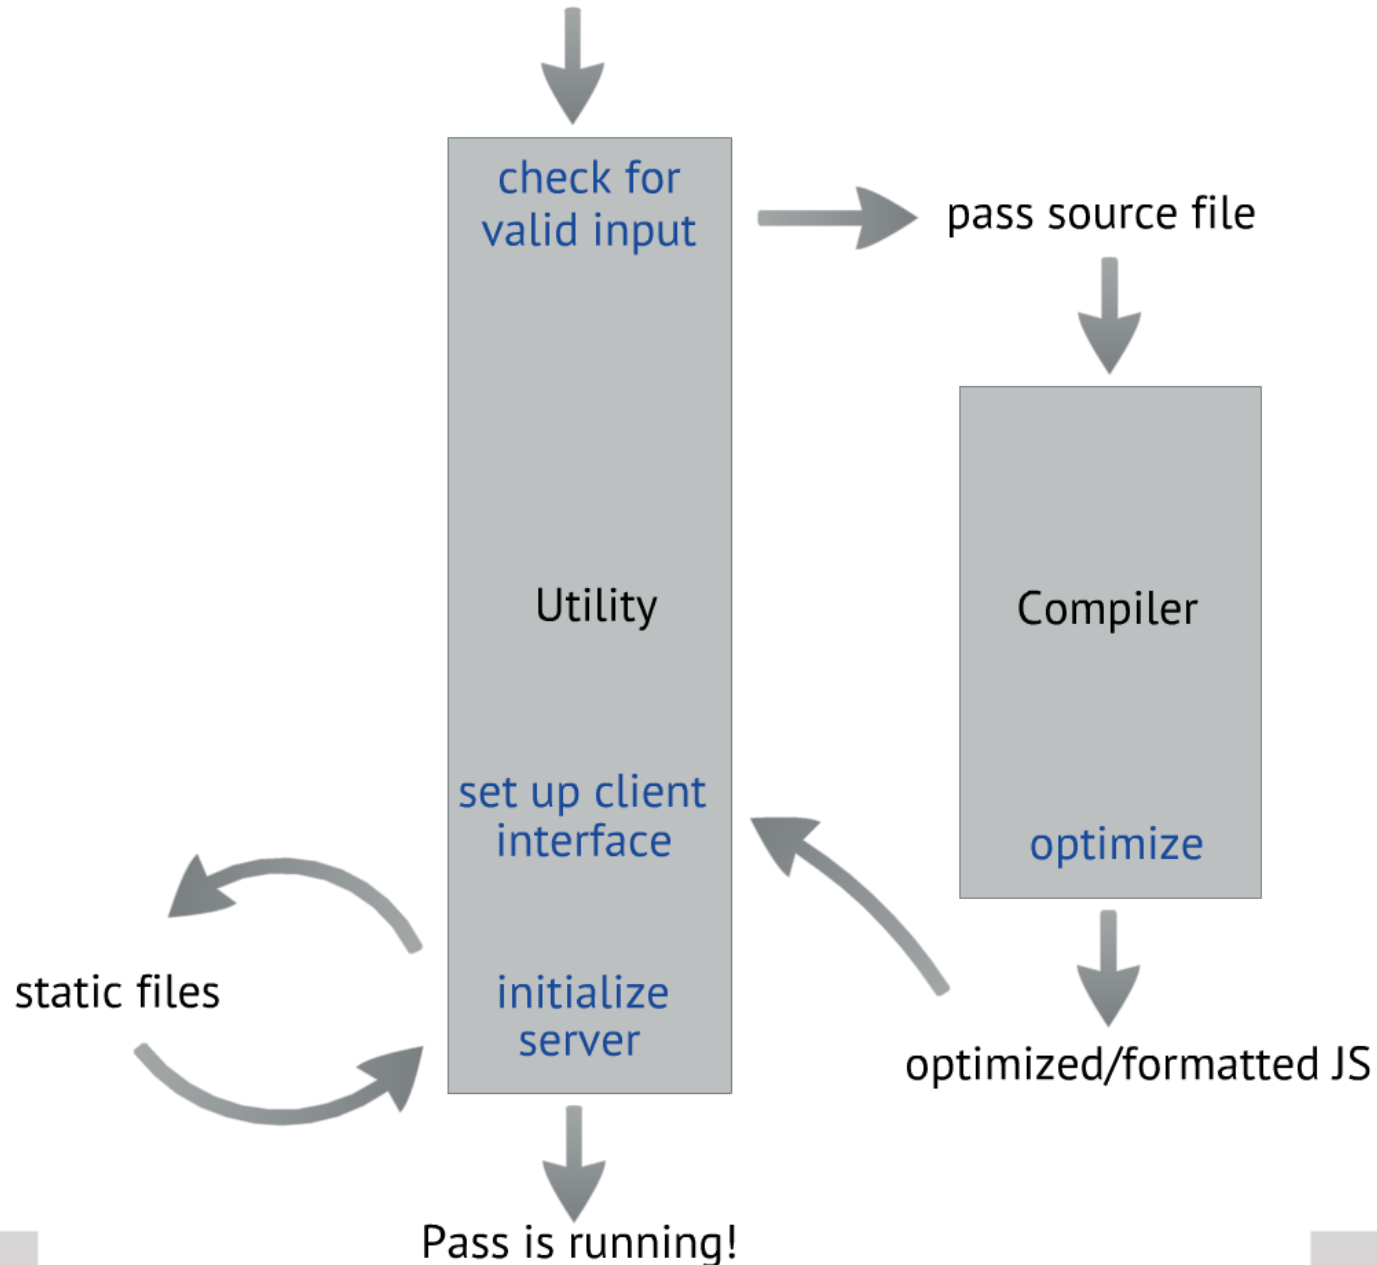 check for
valid input
pass source file
Utility
Compiler
set up client
interface
optimize
static files
initialize
server
optimized/formatted JS
Pass is running!